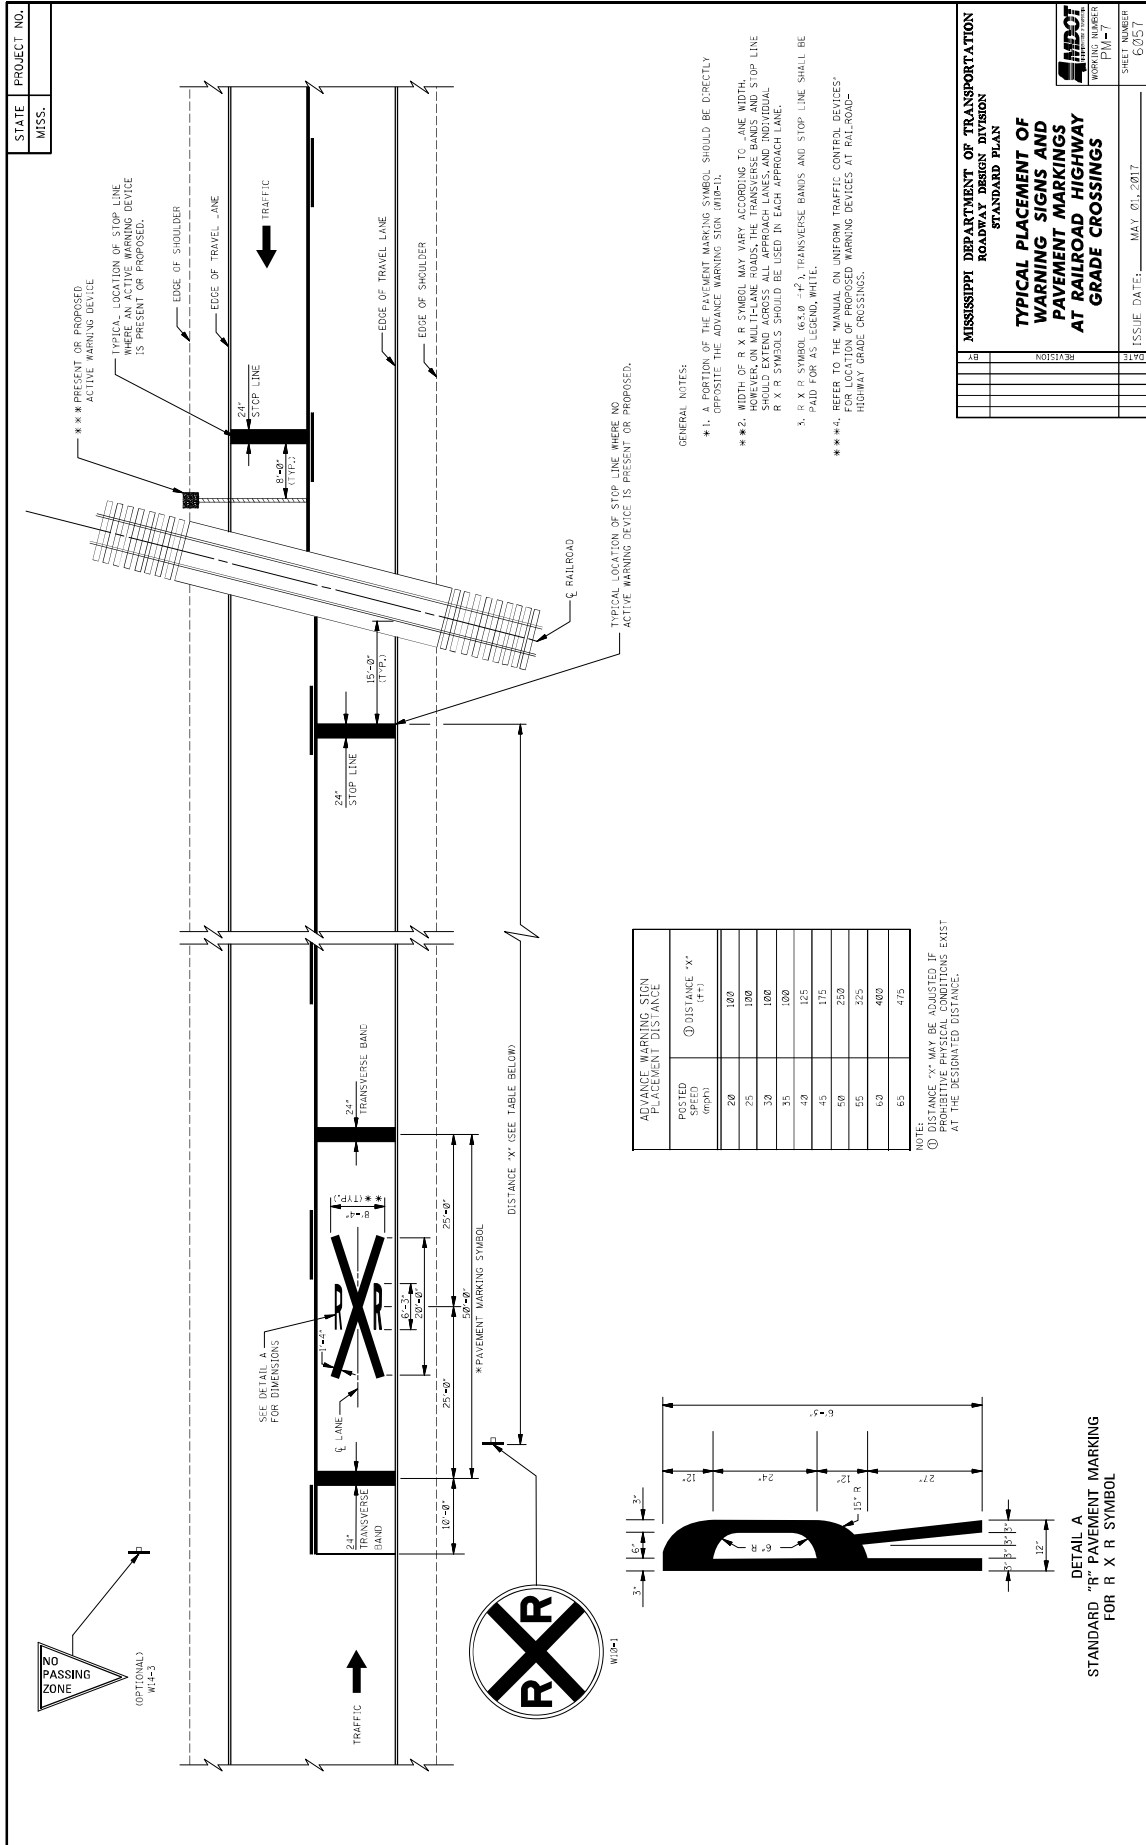 STATE
PROJECT NO.
MISS.
* * * PRESENT OR PROPOSED
ACTIVE WARNING DEVICE
TYPICAL LOCATION OF STOP LINE
WHERE AN ACTIVE WARNING DEVICE
IS PRESENT OR PROPOSED.
EDGE OF SHOULDER
EDGE OF TRAVEL LANE
TRAFFIC
24"
STOP LINE
8'-0"
(TYP.)
EDGE OF TRAVEL LANE
EDGE OF SHOULDER
℄ RAILROAD
15'-0"
(TYP.)
TYPICAL LOCATION OF STOP LINE WHERE NO
ACTIVE WARNING DEVICE IS PRESENT OR PROPOSED.
24"
STOP LINE
NO
PASSING
ZONE
(OPTIONAL)
W14-3
SEE DETAIL A
FOR DIMENSIONS
1'-4"
℄ LANE
24"
TRANSVERSE
BAND
24"
TRANSVERSE BAND
8'-4"
* * (TYP.)
6'-3"
20'-0"
10'-0"
25'-0"
25'-0"
50'-0"
*PAVEMENT MARKING SYMBOL
DISTANCE "X" (SEE TABLE BELOW)
TRAFFIC
R R
W10-1
ADVANCE WARNING SIGN
PLACEMENT DISTANCE
POSTED
SPEED
(mph)
① DISTANCE "X"
(ft)
20 100
25 100
30 100
35 100
40 125
45 175
50 250
55 325
60 400
65 475
NOTE:
① DISTANCE "X" MAY BE ADJUSTED IF
PROHIBITIVE PHYSICAL CONDITIONS EXIST
AT THE DESIGNATED DISTANCE.
3"
6"
3"
12"
24"
12"
27"
6'-3"
6" R
15" R
3" 3" 3" 3"
12"
DETAIL A
STANDARD "R" PAVEMENT MARKING
FOR R X R SYMBOL
GENERAL NOTES:
* 1. A PORTION OF THE PAVEMENT MARKING SYMBOL SHOULD BE DIRECTLY
OPPOSITE THE ADVANCE WARNING SIGN (W10-1).
* * 2. WIDTH OF R X R SYMBOL MAY VARY ACCORDING TO LANE WIDTH.
HOWEVER, ON MULTI-LANE ROADS, THE TRANSVERSE BANDS AND STOP LINE
SHOULD EXTEND ACROSS ALL APPROACH LANES, AND INDIVIDUAL
R X R SYMBOLS SHOULD BE USED IN EACH APPROACH LANE.
3. R X R SYMBOL (63.0 ft²), TRANSVERSE BANDS AND STOP LINE SHALL BE
PAID FOR AS LEGEND, WHITE.
* * * 4. REFER TO THE "MANUAL ON UNIFORM TRAFFIC CONTROL DEVICES"
FOR LOCATION OF PROPOSED WARNING DEVICES AT RAILROAD-
HIGHWAY GRADE CROSSINGS.
BY
REVISION
DATE
MISSISSIPPI DEPARTMENT OF TRANSPORTATION
ROADWAY DESIGN DIVISION
STANDARD PLAN
TYPICAL PLACEMENT OF
WARNING SIGNS AND
PAVEMENT MARKINGS
AT RAILROAD HIGHWAY
GRADE CROSSINGS
MDOT
WORKING NUMBER
PM-7
SHEET NUMBER
6057
ISSUE DATE: MAY 01, 2017